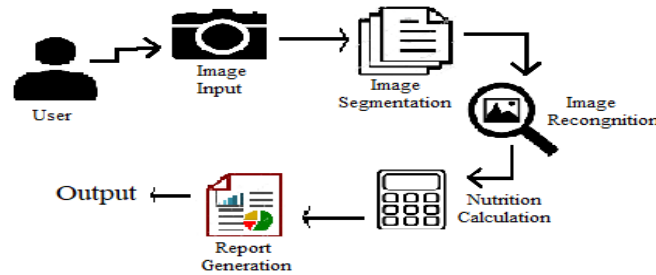 User
Image
Input
Image
Segmentation
Image
Recongnition
Nutrition
Calculation
Report
Generation
Output